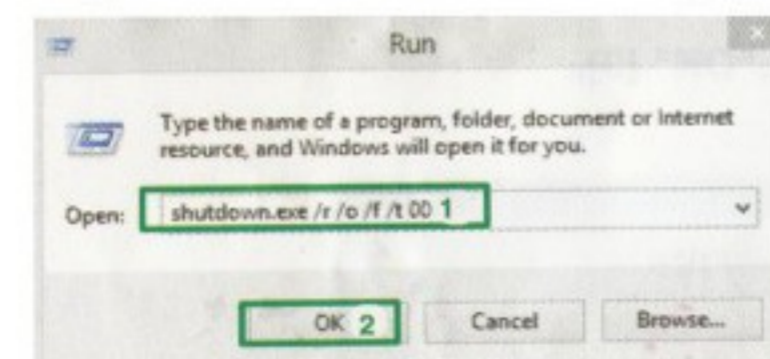 Run
Type the name of a program, folder, document or Internet
resource, and Windows will open it for you.
Open: shutdown.exe /r /o /f /t 00 1
OK 2 Cancel Browse...